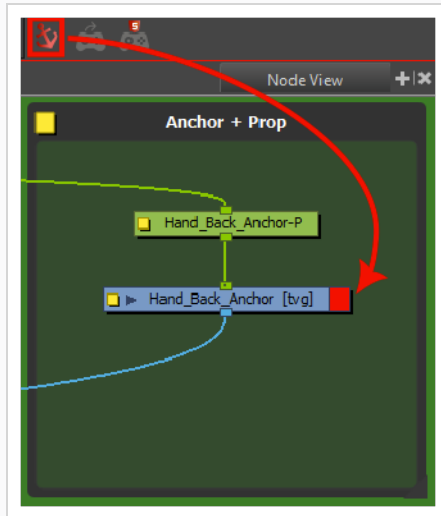 S
Node View
Anchor + Prop
Hand_Back_Anchor-P
Hand_Back_Anchor [tvg]